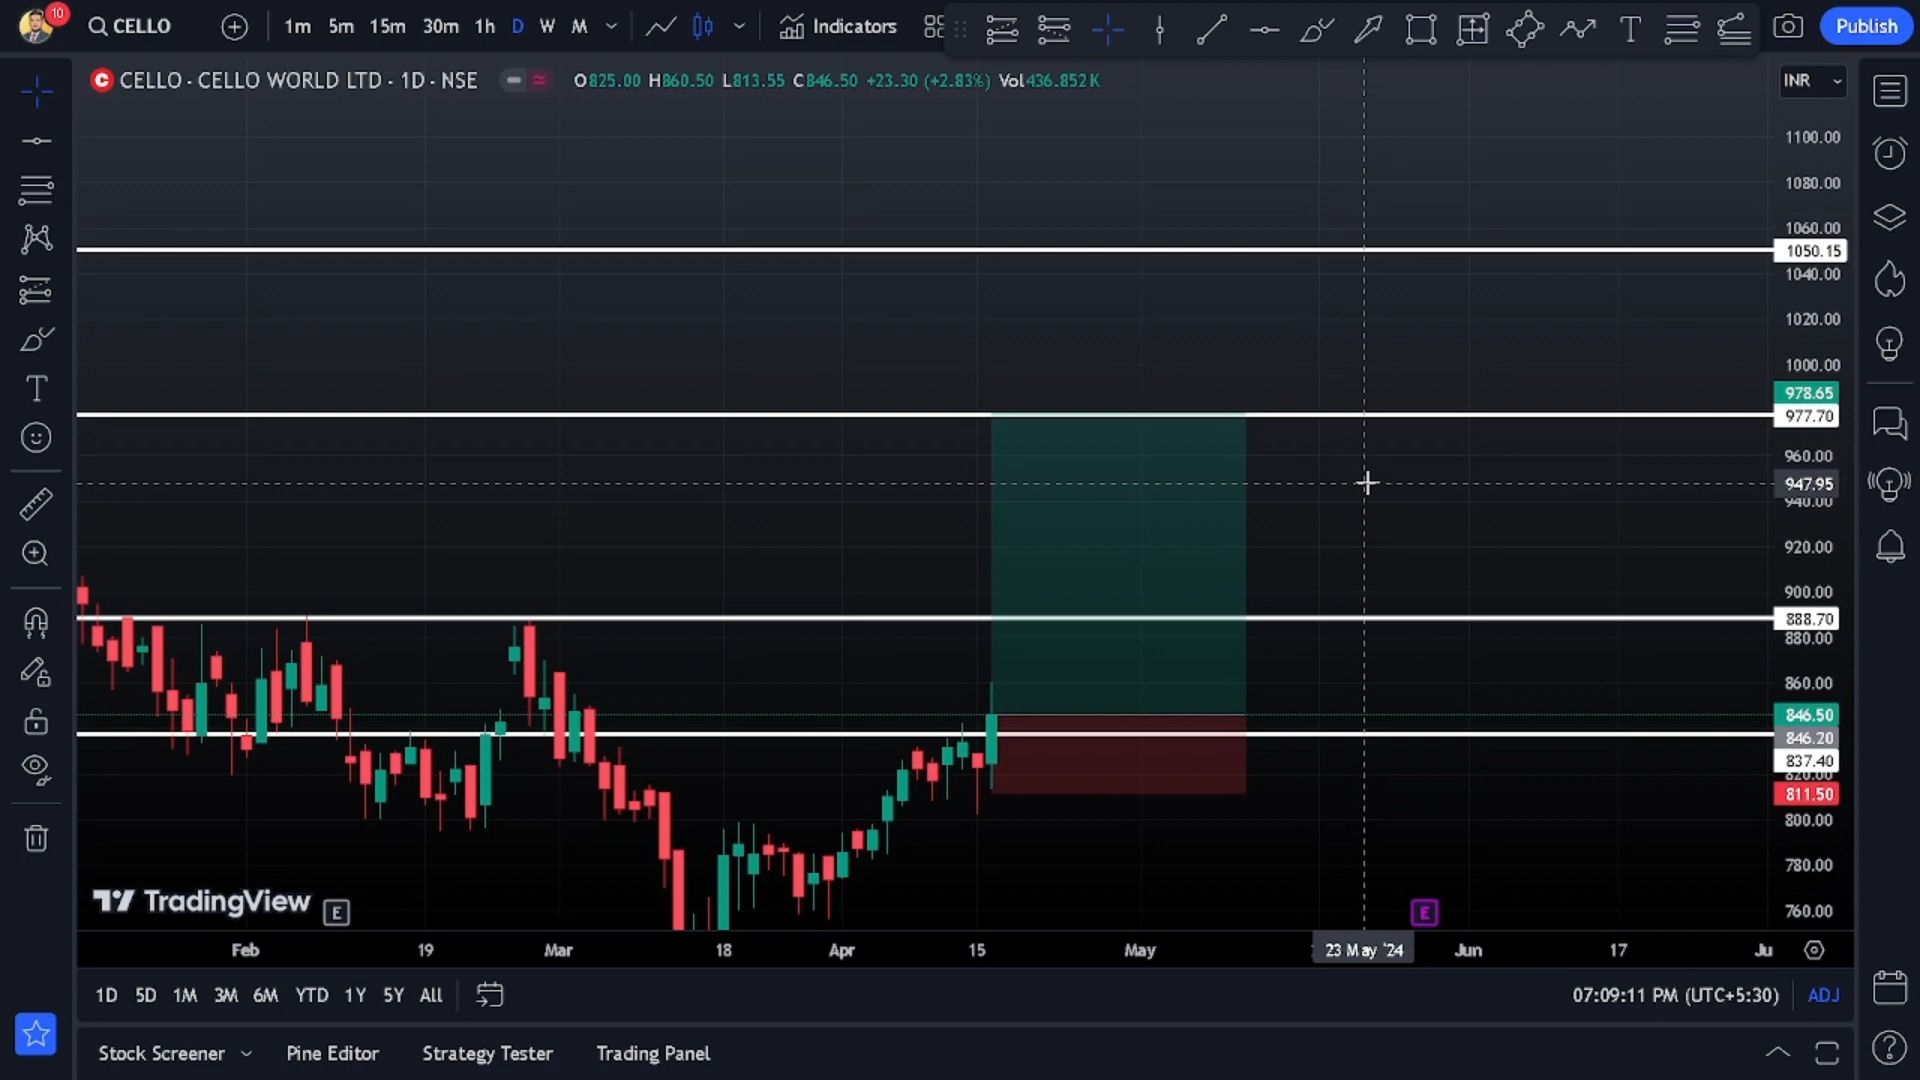 10
CELLO
1m 5m 15m 30m 1h D W M
Indicators
Publish
C CELLO · CELLO WORLD LTD · 1D · NSE
O825.00 H860.50 L813.55 C846.50 +23.30 (+2.83%) Vol436.852K
INR
1100.00
1080.00
1060.00
1050.15
1040.00
1020.00
1000.00
978.65
977.70
960.00
947.95
940.00
920.00
900.00
888.70
880.00
860.00
846.50
846.20
837.40
820.00
811.50
800.00
780.00
760.00
TradingView
E
E
Feb 19 Mar 18 Apr 15 May 23 May '24 Jun 17 Ju
1D 5D 1M 3M 6M YTD 1Y 5Y All
07:09:11 PM (UTC+5:30)
ADJ
Stock Screener Pine Editor Strategy Tester Trading Panel